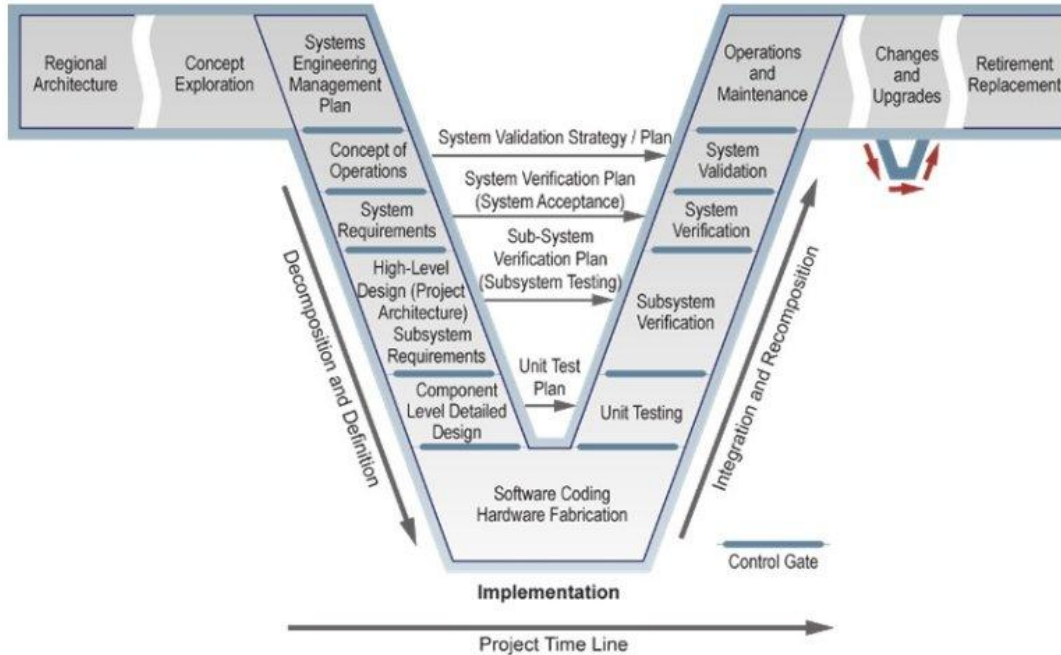 Regional
Architecture
Concept
Exploration
Systems
Engineering
Management
Plan
Concept of
Operations
System
Requirements
High-Level
Design (Project
Architecture)
Subsystem
Requirements
Component
Level Detailed
Design
Software Coding
Hardware Fabrication
Unit Testing
Subsystem
Verification
System
Verification
System
Validation
Operations
and
Maintenance
Changes
and
Upgrades
Retirement
Replacement
System Validation Strategy / Plan
System Verification Plan
(System Acceptance)
Sub-System
Verification Plan
(Subsystem Testing)
Unit Test
Plan
Decomposition and Definition
Integration and Recomposition
Control Gate
Implementation
Project Time Line